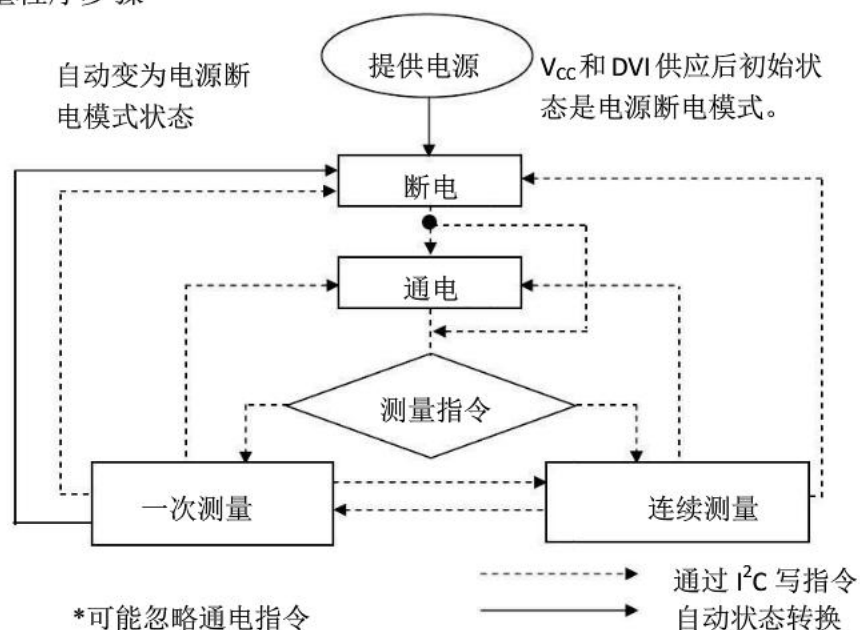 提供电源
自动变为电源断
电模式状态
VCC和 DVI 供应后初始状
态是电源断电模式。
断电
通电
测量指令
一次测量
连续测量
通过 I²C 写指令
*可能忽略通电指令
自动状态转换